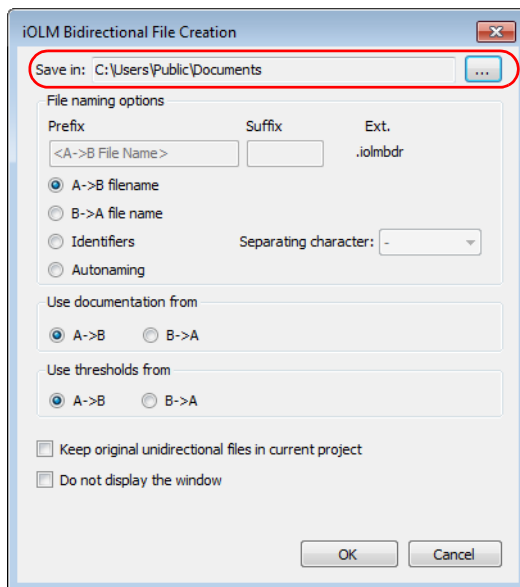 iOLM Bidirectional File Creation
Save in: C:\Users\Public\Documents ...
File naming options
Prefix Suffix Ext.
<A->B File Name> .iolmbdr
A->B filename
B->A file name
Identifiers Separating character: -
Autonaming
Use documentation from
A->B B->A
Use thresholds from
A->B B->A
Keep original unidirectional files in current project
Do not display the window
OK Cancel